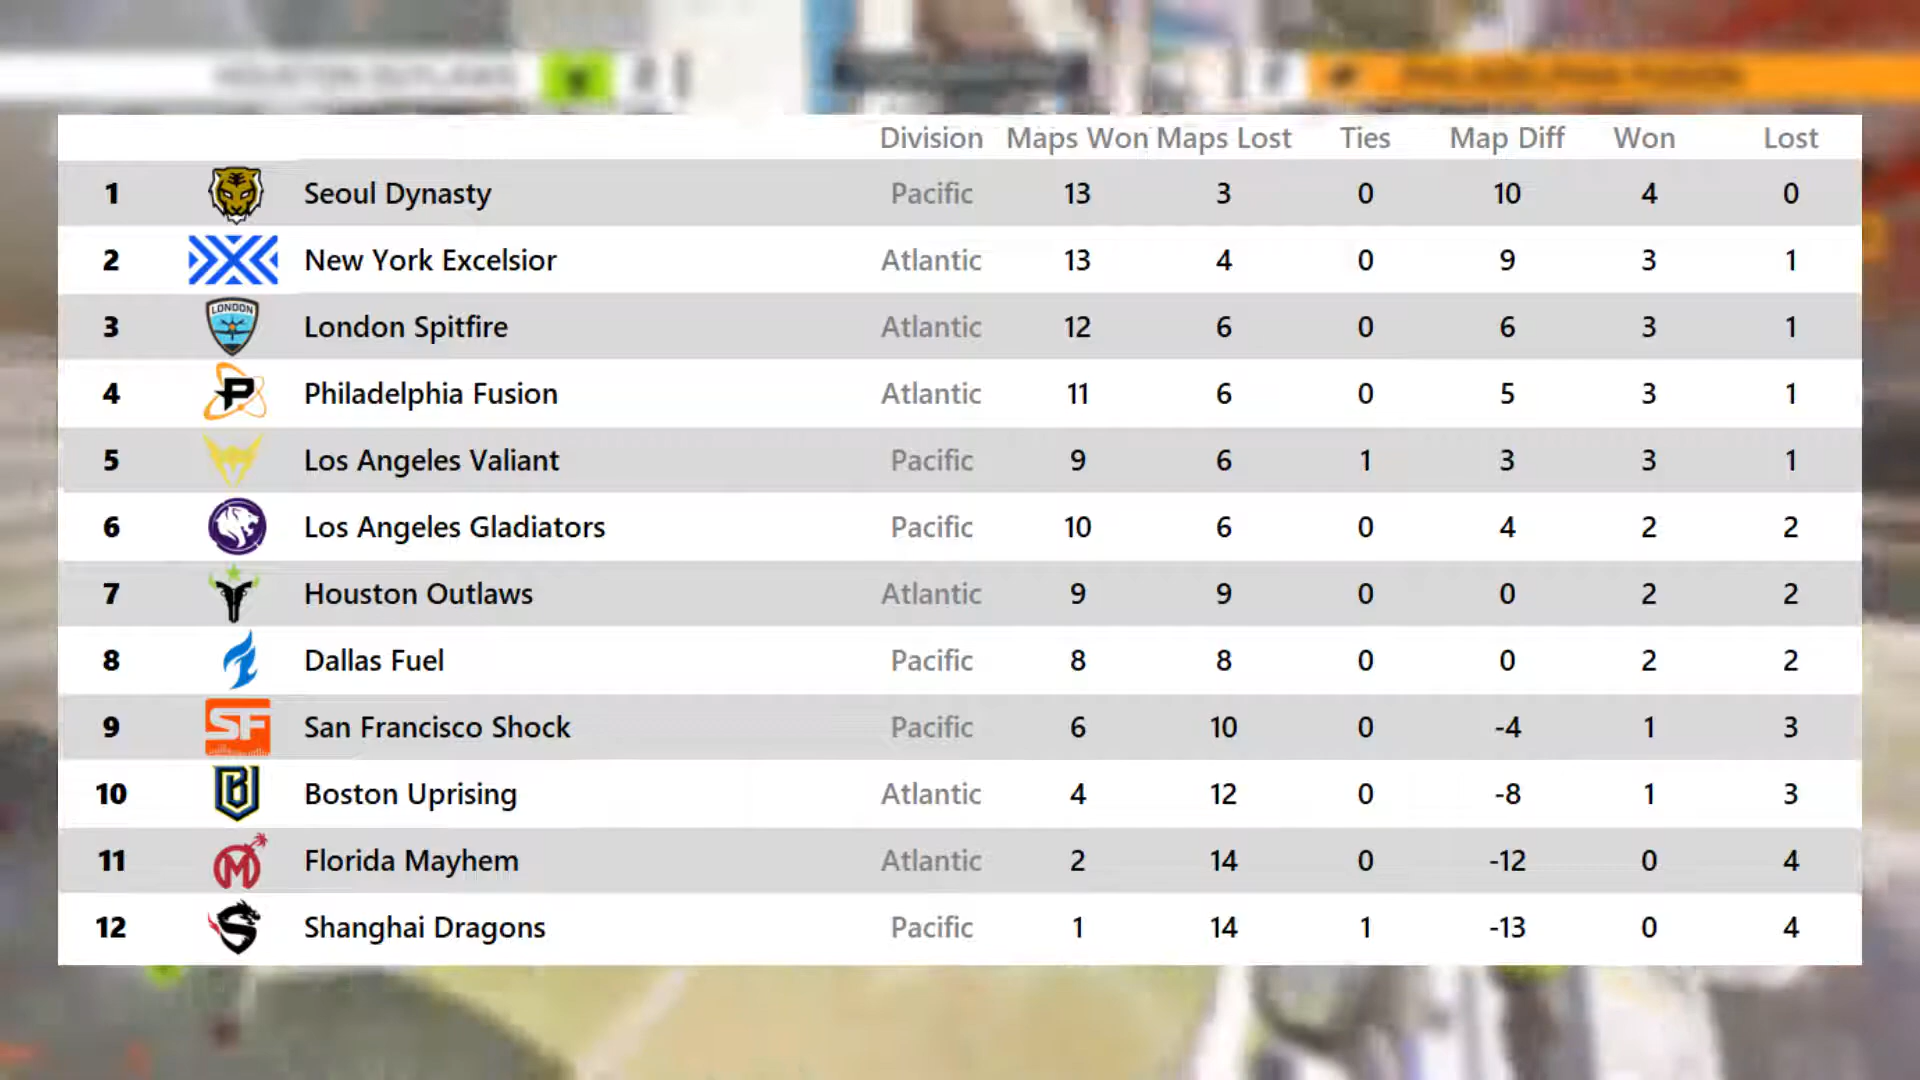 HOUSTON OUTLAWS PHILADELPHIA FUSION
Division Maps Won Maps Lost Ties Map Diff Won Lost
1 Seoul Dynasty Pacific 13 3 0 10 4 0
2 New York Excelsior Atlantic 13 4 0 9 3 1
3 LONDON London Spitfire Atlantic 12 6 0 6 3 1
4 P Philadelphia Fusion Atlantic 11 6 0 5 3 1
5 Los Angeles Valiant Pacific 9 6 1 3 3 1
6 Los Angeles Gladiators Pacific 10 6 0 4 2 2
7 Houston Outlaws Atlantic 9 9 0 0 2 2
8 Dallas Fuel Pacific 8 8 0 0 2 2
9 SF San Francisco Shock Pacific 6 10 0 -4 1 3
10 B Boston Uprising Atlantic 4 12 0 -8 1 3
11 M Florida Mayhem Atlantic 2 14 0 -12 0 4
12 S Shanghai Dragons Pacific 1 14 1 -13 0 4